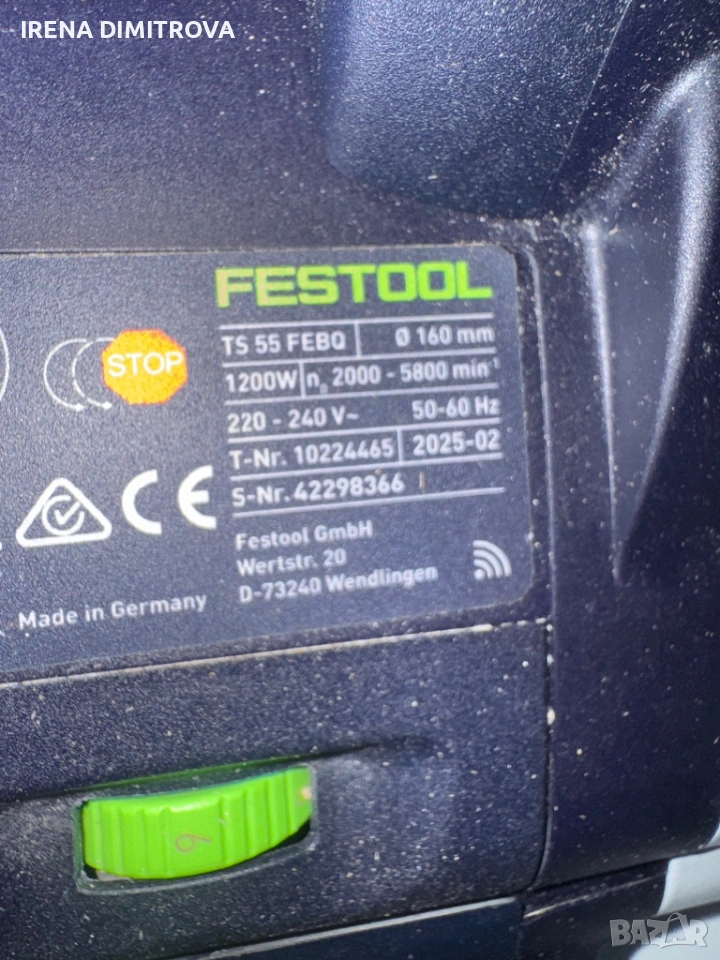 IRENA DIMITROVA
FESTOOL
TS 55 FEBQ Ø 160 mm
STOP
1200W n₀ 2000 - 5800 min⁻¹
220 - 240 V~ 50-60 Hz
T-Nr. 10224465 2025-02
S-Nr. 42298366
CE
Festool GmbH
Wertstr. 20
D-73240 Wendlingen
Made in Germany
6
BAZAR